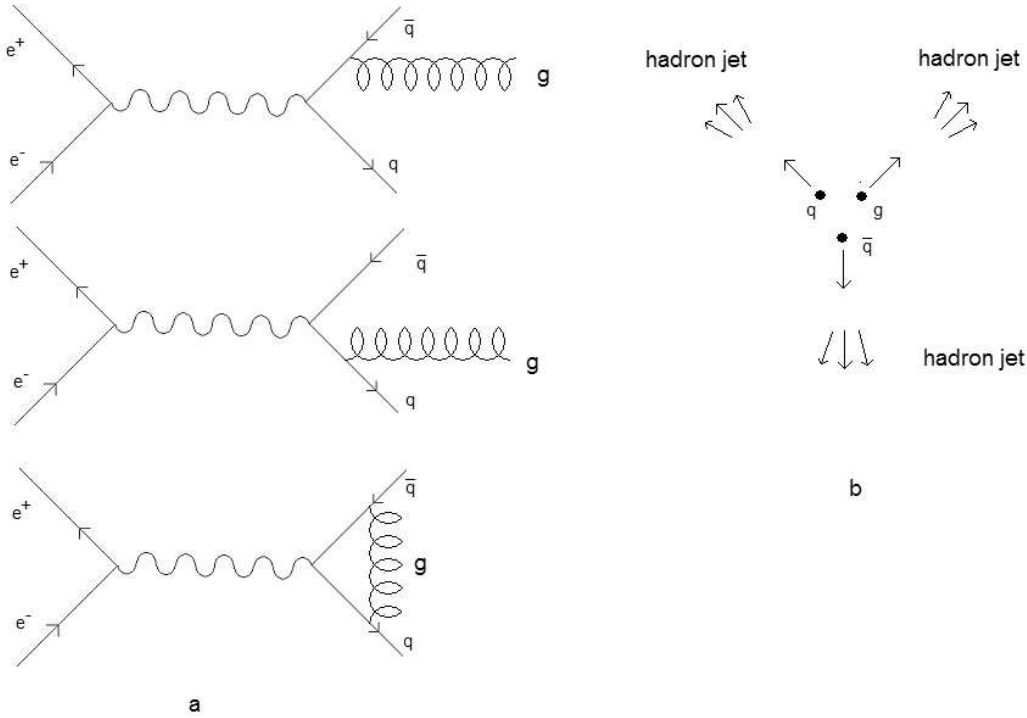 e⁺
q̅
g
e⁻
q
e⁺
q̅
g
e⁻
q
e⁺
q̅
g
e⁻
q
a
hadron jet
hadron jet
q
g
q̅
hadron jet
b